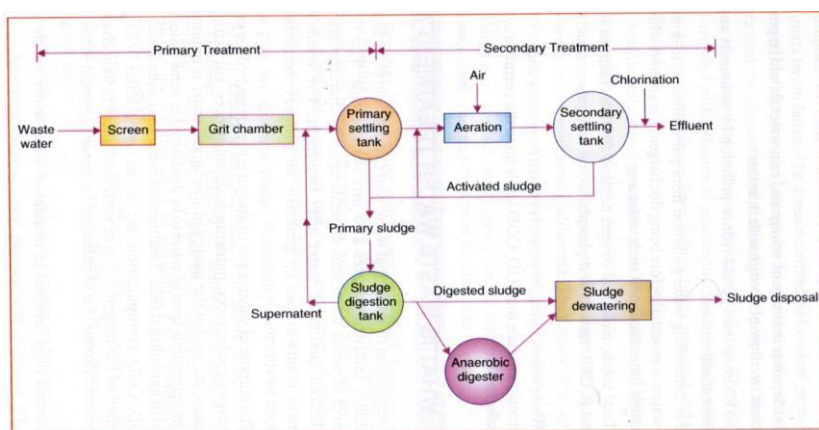 Primary Treatment
Secondary Treatment
Air
Chlorination
Waste
water
Screen
Grit chamber
Primary
settling
tank
Aeration
Secondary
settling
tank
Effluent
Activated sludge
Primary sludge
Supernatent
Sludge
digestion
tank
Digested sludge
Sludge
dewatering
Sludge disposal
Anaerobic
digester